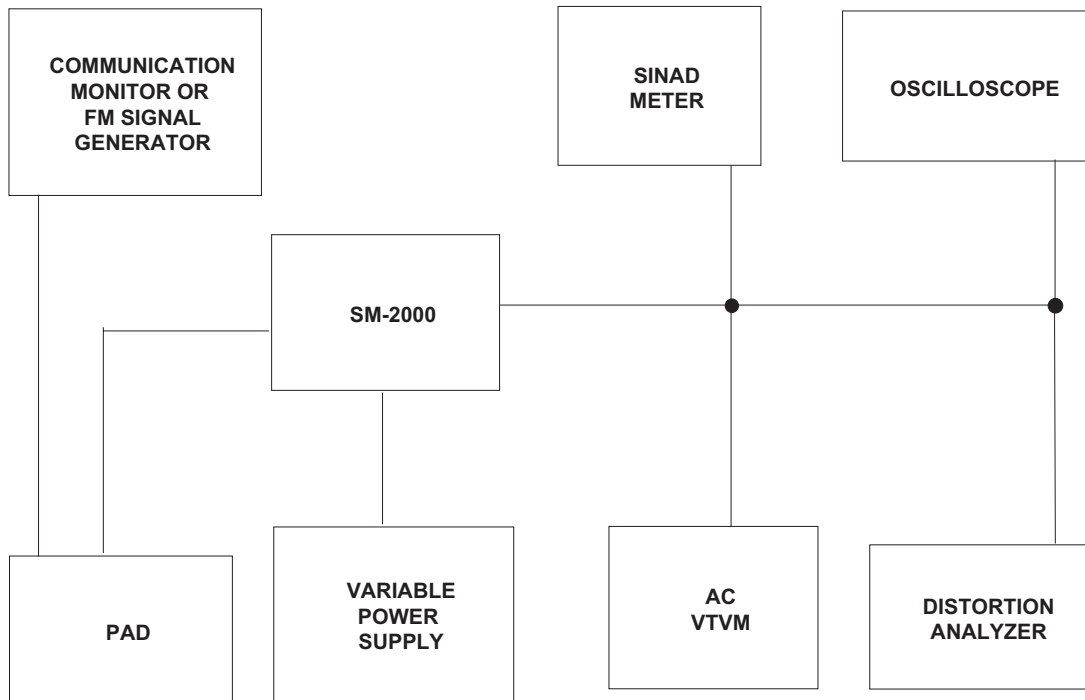 COMMUNICATION
MONITOR OR
FM SIGNAL
GENERATOR
SINAD
METER
OSCILLOSCOPE
SM-2000
PAD
VARIABLE
POWER
SUPPLY
AC
VTVM
DISTORTION
ANALYZER